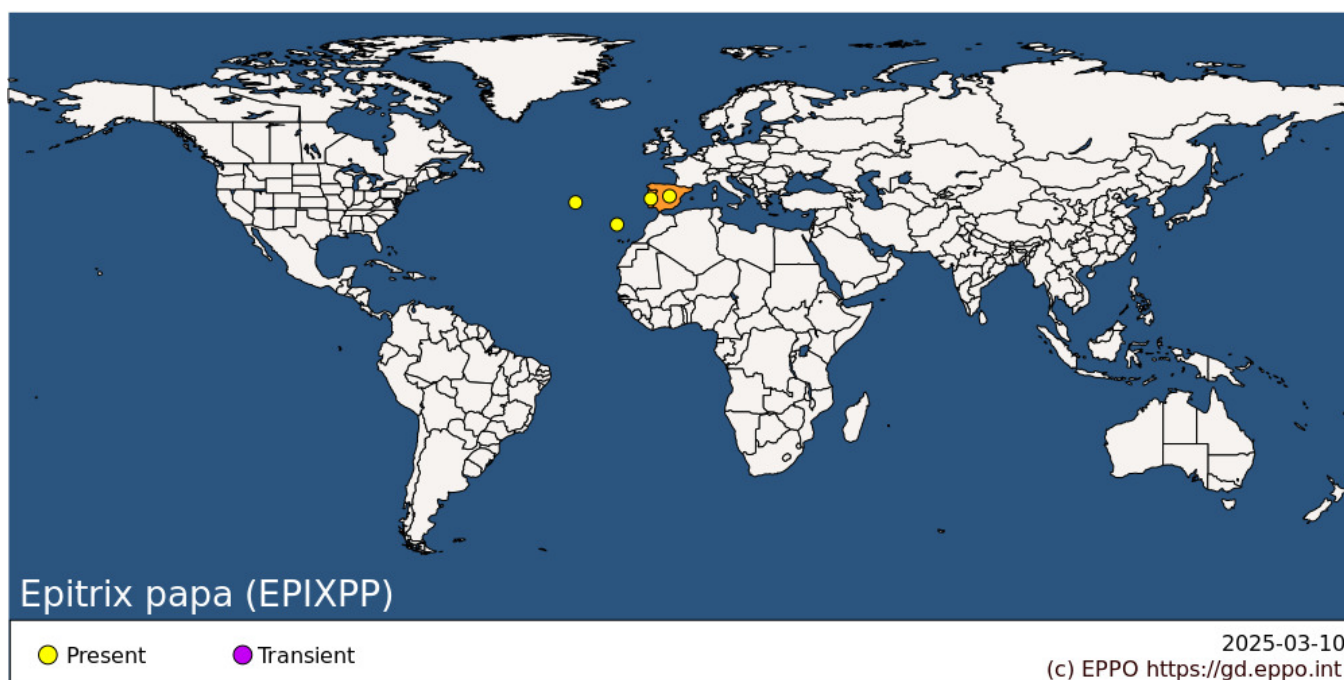 Epitrix papa (EPIXPP)
Present
Transient
2025-03-10
(c) EPPO https://gd.eppo.int